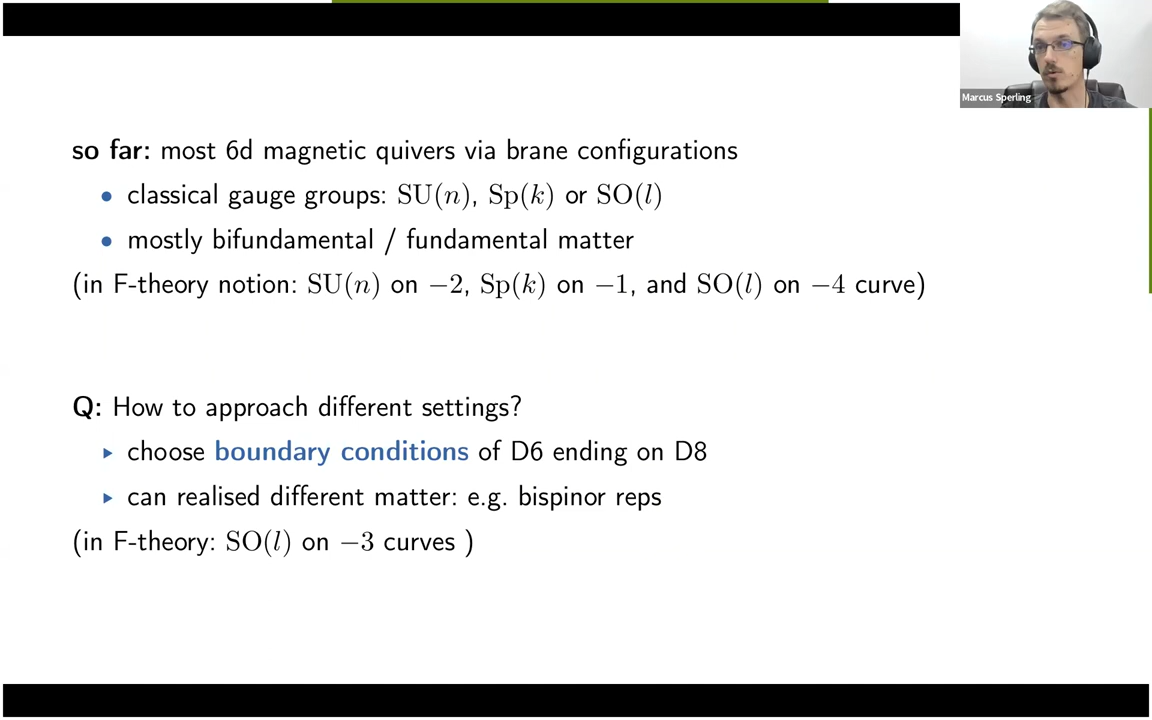 Marcus Sperling
so far: most 6d magnetic quivers via brane configurations
• classical gauge groups: SU(n), Sp(k) or SO(l)
• mostly bifundamental / fundamental matter
(in F-theory notion: SU(n) on −2, Sp(k) on −1, and SO(l) on −4 curve)
Q: How to approach different settings?
▸ choose boundary conditions of D6 ending on D8
▸ can realised different matter: e.g. bispinor reps
(in F-theory: SO(l) on −3 curves )